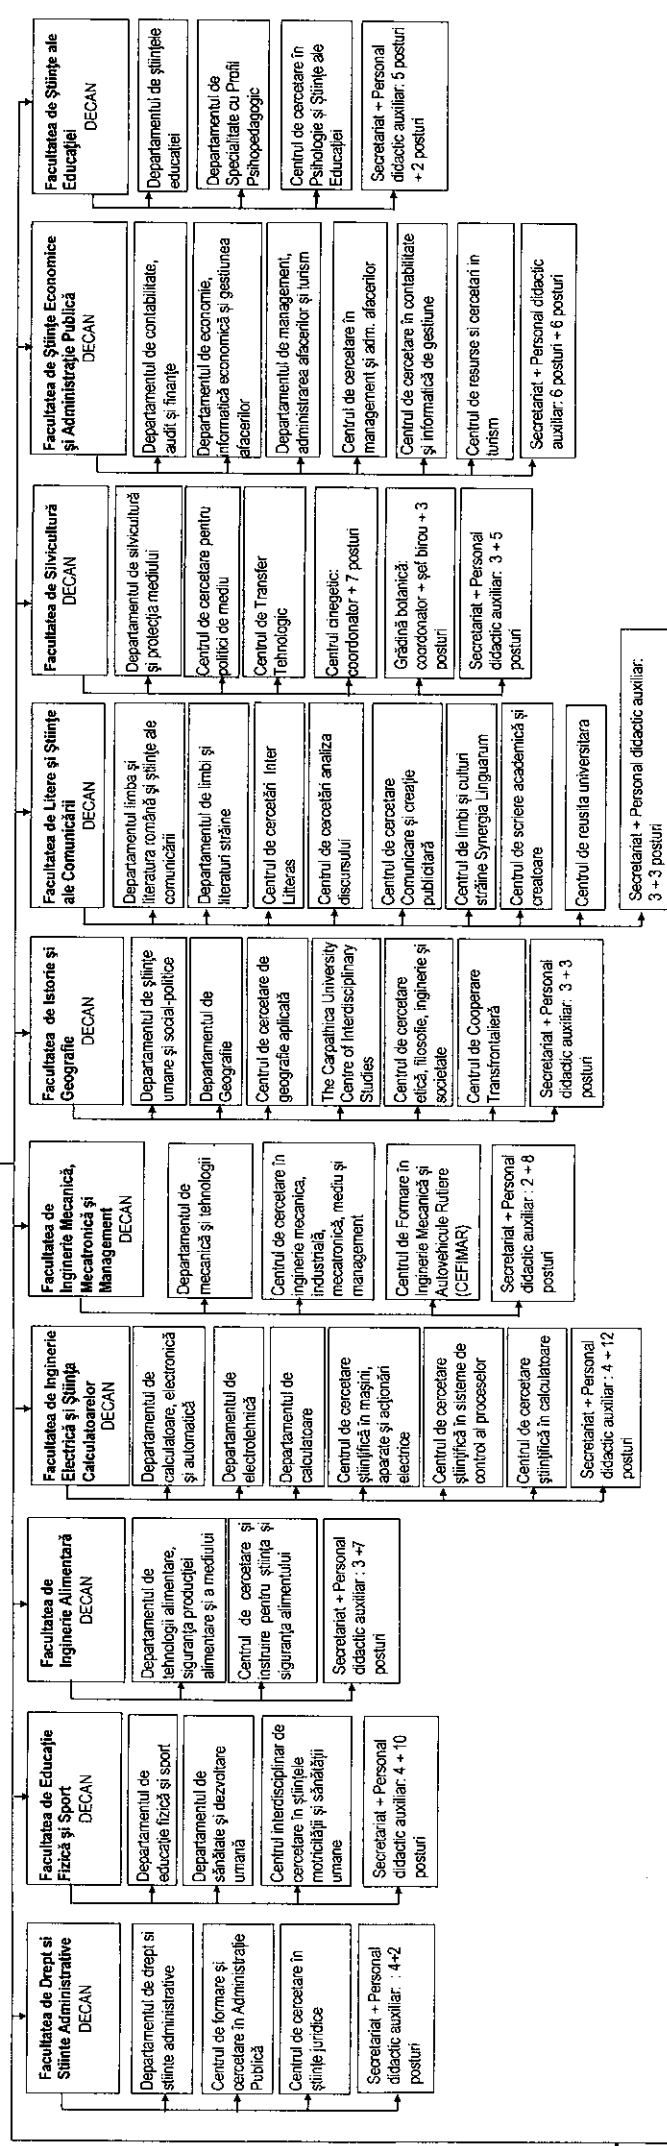 Facultatea de Drept si
Stiinte Administrative
DECAN
Departamentul de drept si
stiinte administrative
Centrul de formare și
cercetare în Administrație
Publică
Centrul de cercetare în
științe juridice
Secretariat + Personal
didactic auxiliar: : 4+2
posturi
Facultatea de Educație
Fizică și Sport
DECAN
Departamentul de
educație fizică și sport
Departamentul de
sănătate și dezvoltare
umană
Centrul interdisciplinar de
cercetare în științele
motricității și sănătății
umane
Secretariat + Personal
didactic auxiliar: 4 + 10
posturi
Facultatea de
Inginerie Alimentară
DECAN
Departamentul de
tehnologii alimentare,
siguranța producției
alimentare și a mediului
Centrul de cercetare și
instruire pentru știința și
siguranța alimentului
Secretariat + Personal
didactic auxiliar : 3 +7
posturi
Facultatea de Inginerie
Electrică și Știința
Calculatoarelor
DECAN
Departamentul de
calculatoare, electronică
și automatică
Departamentul de
electrotehnică
Departamentul de
calculatoare
Centrul de cercetare
științifică în mașini,
aparate și acționări
electrice
Centrul de cercetare
științifică în sisteme de
control al proceselor
Centrul de cercetare
științifică în calculatoare
Secretariat + Personal
didactic auxiliar : 4 + 12
posturi
Facultatea de
Inginerie Mecanică,
Mecatronică și
Management
DECAN
Departamentul de
mecanică și tehnologii
Centrul de cercetare în
inginerie mecanica,
industrială,
mecatronică, mediu și
management
Centrul de Formare în
Inginerie Mecanică și
Autovehicule Rutiere
(CEFIMAR)
Secretariat + Personal
didactic auxiliar : 2 + 8
posturi
Facultatea de Istorie și
Geografie
DECAN
Departamentul de științe
umane și social-politice
Departamentul de
Geografie
Centrul de cercetare de
geografie aplicată
The Carpathica University
Centre of Interdisciplinary
Studies
Centrul de cercetare
etică, filosofie, inginerie și
societate
Centrul de Cooperare
Transfrontalieră
Secretariat + Personal
didactic auxiliar: 3 + 3
posturi
Facultatea de Litere și Științe
ale Comunicării
DECAN
Departamentul limba și
literatura română și științe ale
comunicării
Departamentul de limbi și
literaturi străine
Centrul de cercetări Inter
Litteras
Centrul de cercetări analiza
discursului
Centrul de cercetare
Comunicare și creație
publicitară
Centrul de limbi și culturi
străine Synergia Linguarum
Centrul de scriere academică și
creatoare
Centrul de reusita universitara
Secretariat + Personal didactic auxiliar:
3 + 3 posturi
Facultatea de Silvicultură
DECAN
Departamentul de silvicultură
și protecția mediului
Centrul de cercetare pentru
politici de mediu
Centrul de Transfer
Tehnologic
Centrul cinegetic:
coordonator + 7 posturi
Grădină botanică:
coordonator + șef birou + 3
posturi
Secretariat + Personal
didactic auxiliar: 3 + 5
posturi
Facultatea de Științe Economice
și Administrație Publică
DECAN
Departamentul de contabilitate,
audit și finanțe
Departamentul de economie,
informatică economică și gestiunea
afacerilor
Departamentul de management,
administrarea afacerilor și turism
Centrul de cercetare în
management și adm. afacerilor
Centrul de cercetare în contabilitate
și informatică de gestiune
Centrul de resurse si cercetari in
turism
Secretariat + Personal didactic
auxiliar: 6 posturi + 6 posturi
Facultatea de Științe ale
Educației
DECAN
Departamentul de științele
educației
Departamentul de
Specialitate cu Profil
Psihopedagogic
Centrul de cercetare în
Psihologie și Științe ale
Educației
Secretariat + Personal
didactic auxiliar: 5 posturi
+ 2 posturi